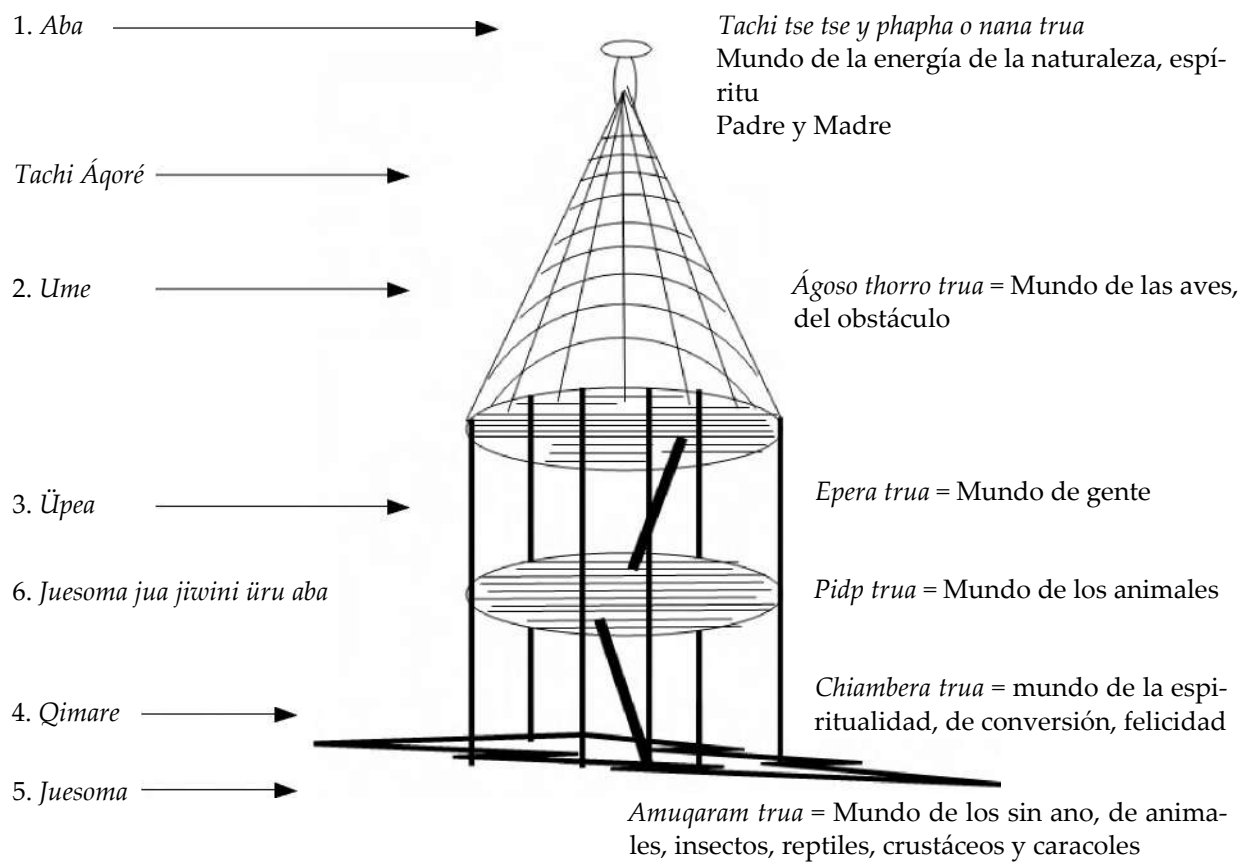 1. Aba
Tachi tse tse y phapha o nana trua
Mundo de la energía de la naturaleza, espí-
ritu
Padre y Madre
Tachi Áqoré
2. Ume
Ágoso thorro trua = Mundo de las aves,
del obstáculo
3. Üpea
Epera trua = Mundo de gente
6. Juesoma jua jiwini üru aba
Pidp trua = Mundo de los animales
4. Qimare
Chiambera trua = mundo de la espi-
ritualidad, de conversión, felicidad
5. Juesoma
Amuqaram trua = Mundo de los sin ano, de anima-
les, insectos, reptiles, crustáceos y caracoles